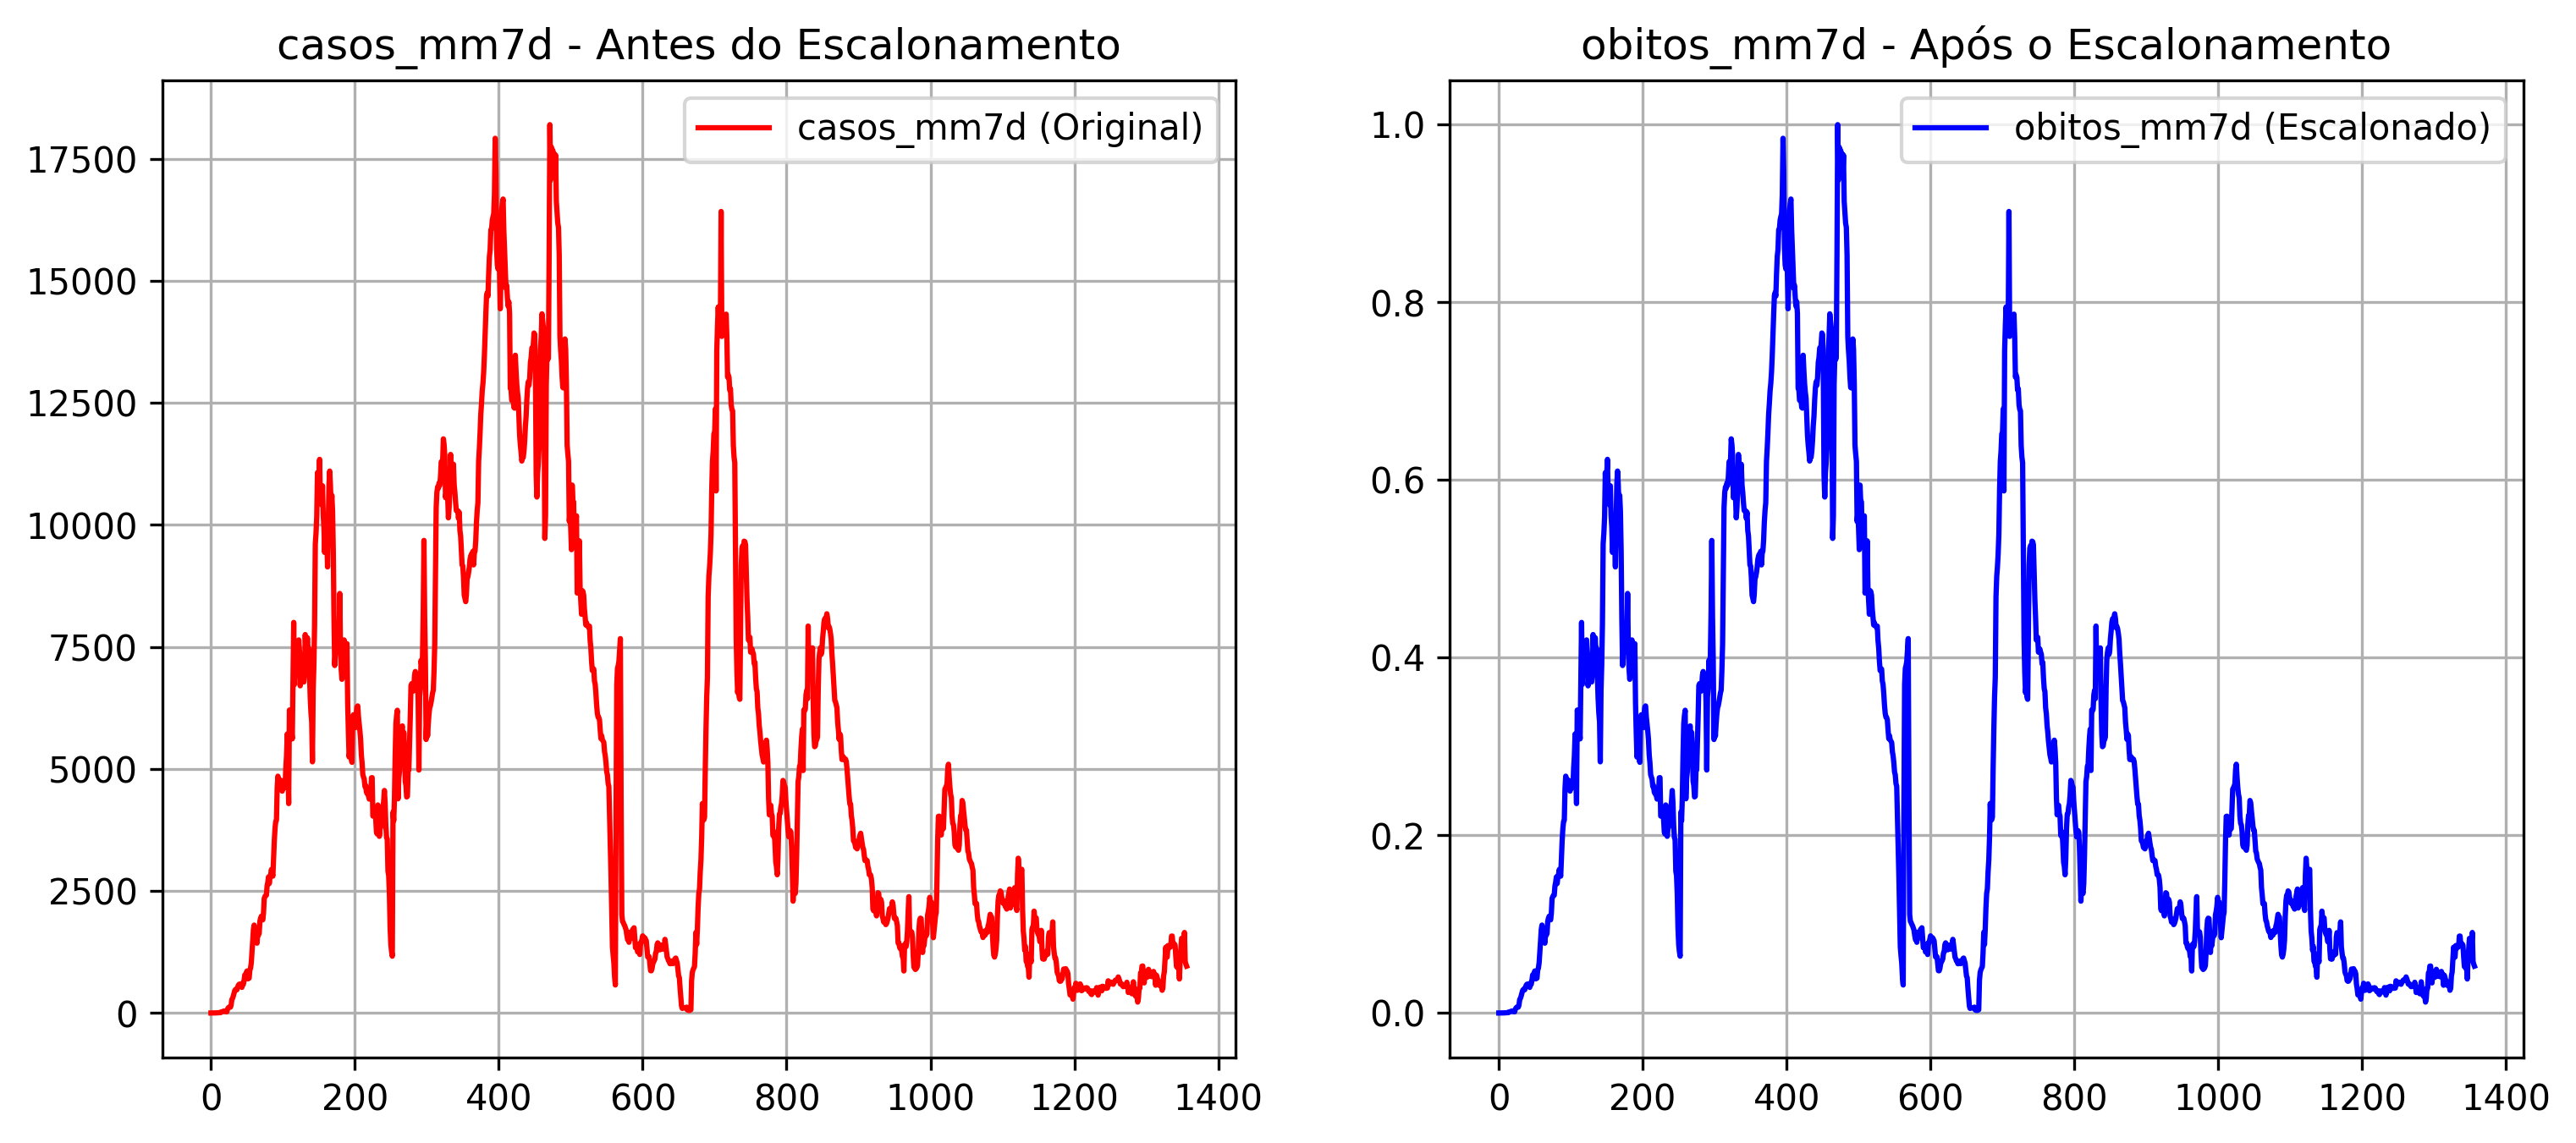 casos_mm7d - Antes do Escalonamento
casos_mm7d (Original)
17500
15000
12500
10000
7500
5000
2500
0
0 200 400 600 800 1000 1200 1400
obitos_mm7d - Após o Escalonamento
obitos_mm7d (Escalonado)
1.0
0.8
0.6
0.4
0.2
0.0
0 200 400 600 800 1000 1200 1400